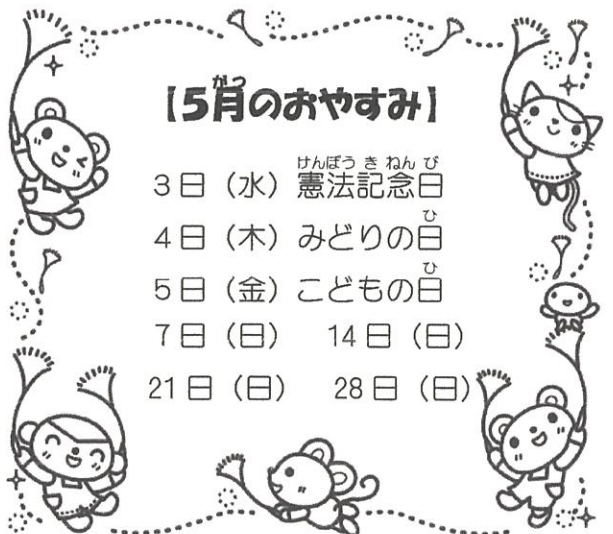 【5月のおやすみ】
3日（水）憲法記念日
4日（木）みどりの日
5日（金）こどもの日
7日（日）　14日（日）
21日（日）　28日（日）